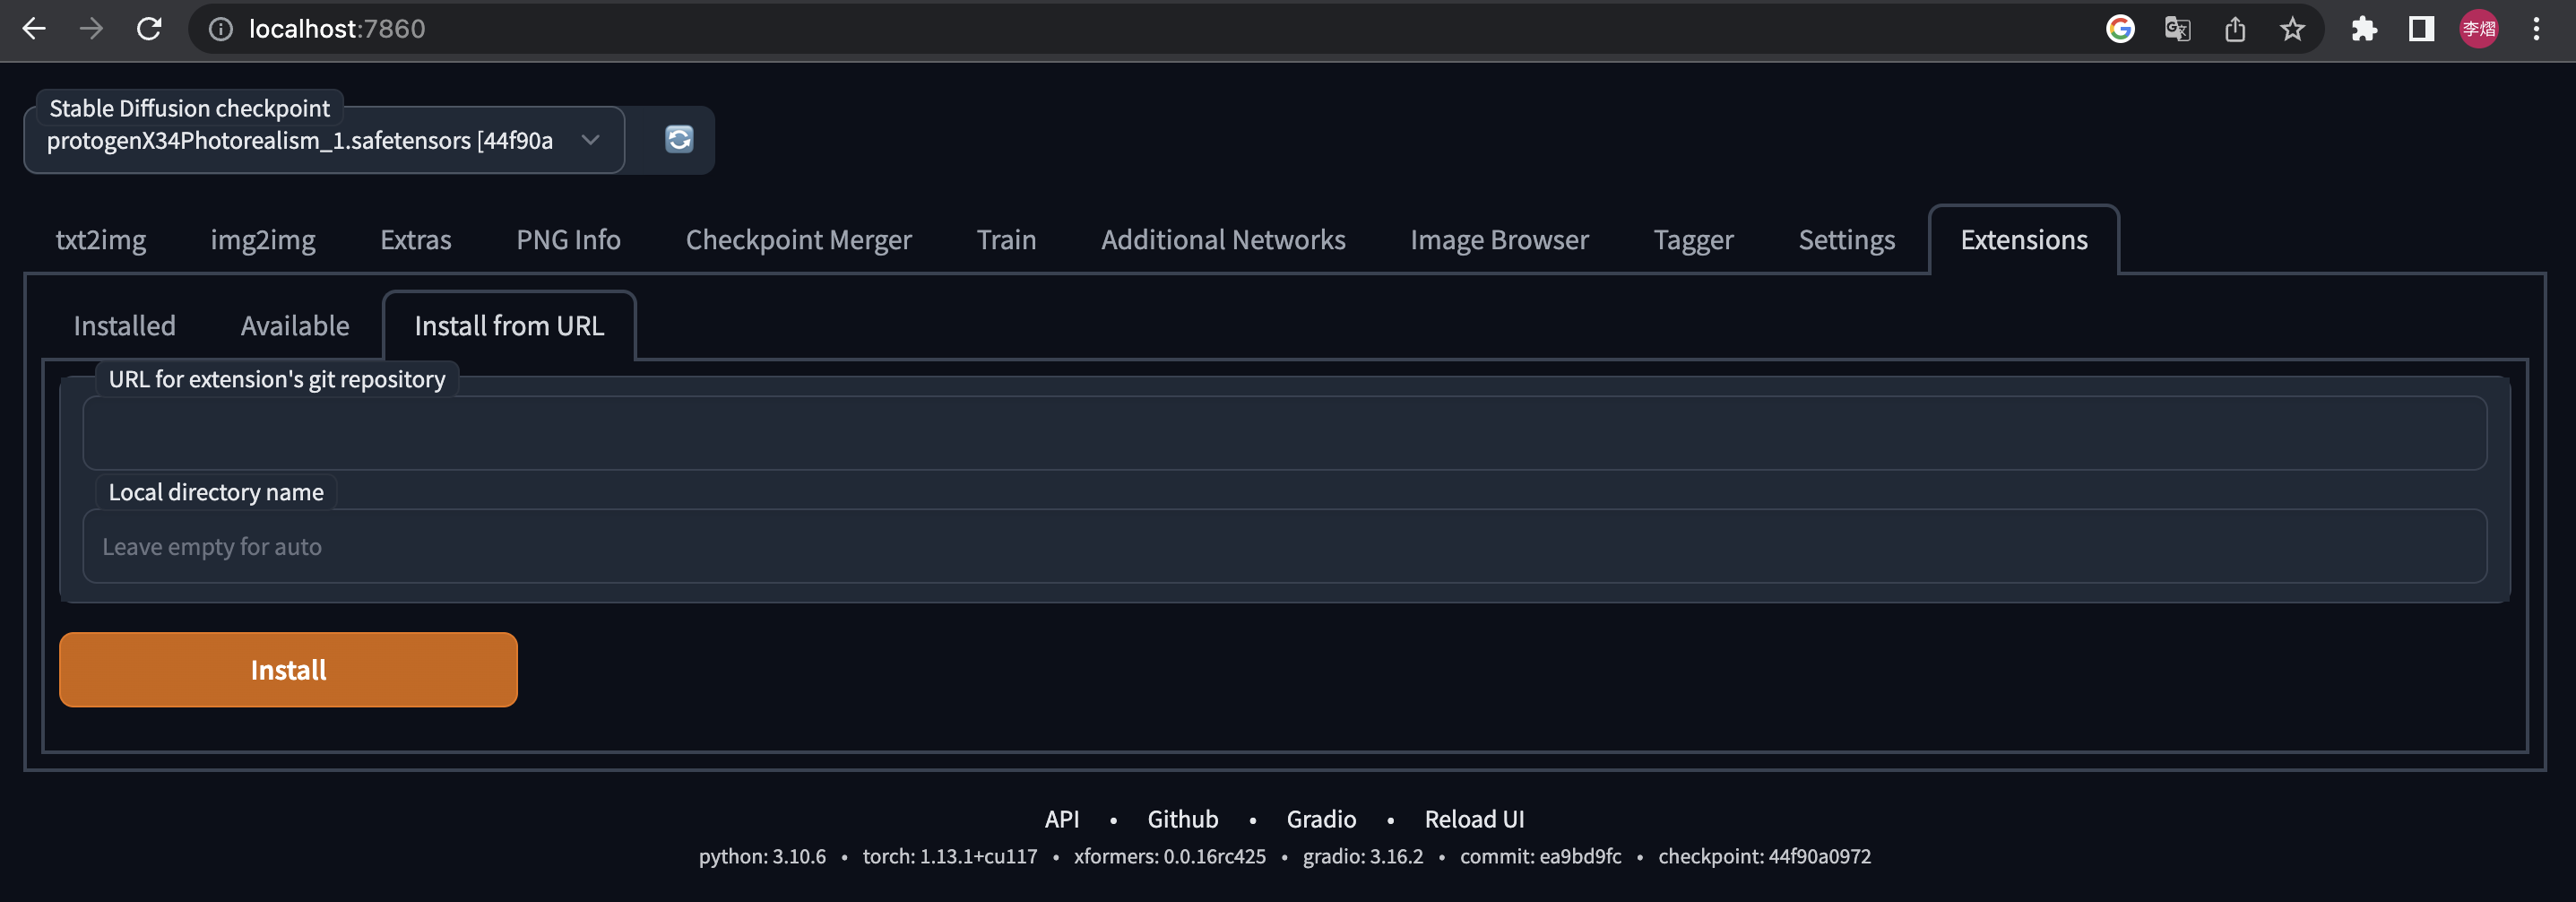 localhost:7860
李熠
Stable Diffusion checkpoint
protogenX34Photorealism_1.safetensors [44f90a
txt2img img2img Extras PNG Info Checkpoint Merger Train Additional Networks Image Browser Tagger Settings Extensions
Installed Available Install from URL
URL for extension's git repository
Local directory name
Leave empty for auto
Install
API • Github • Gradio • Reload UI
python: 3.10.6 • torch: 1.13.1+cu117 • xformers: 0.0.16rc425 • gradio: 3.16.2 • commit: ea9bd9fc • checkpoint: 44f90a0972